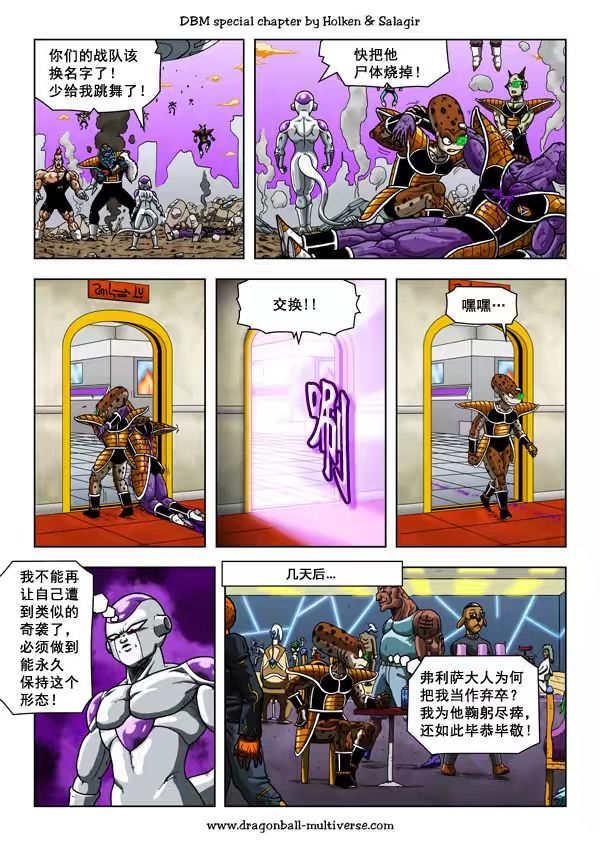 DBM special chapter by Holken & Salagir
你们的战队该
换名字了！
少给我跳舞了！
快把他
尸体烧掉！
交换！！
唰
嘿嘿…
我不能再
让自己遭
到类似的
奇袭了，
必须做到
能永久
保持这个
形态！
几天后...
弗利萨大人为何
把我当作弃卒？
我为他鞠躬尽瘁，
还如此毕恭毕敬！
www.dragonball-multiverse.com